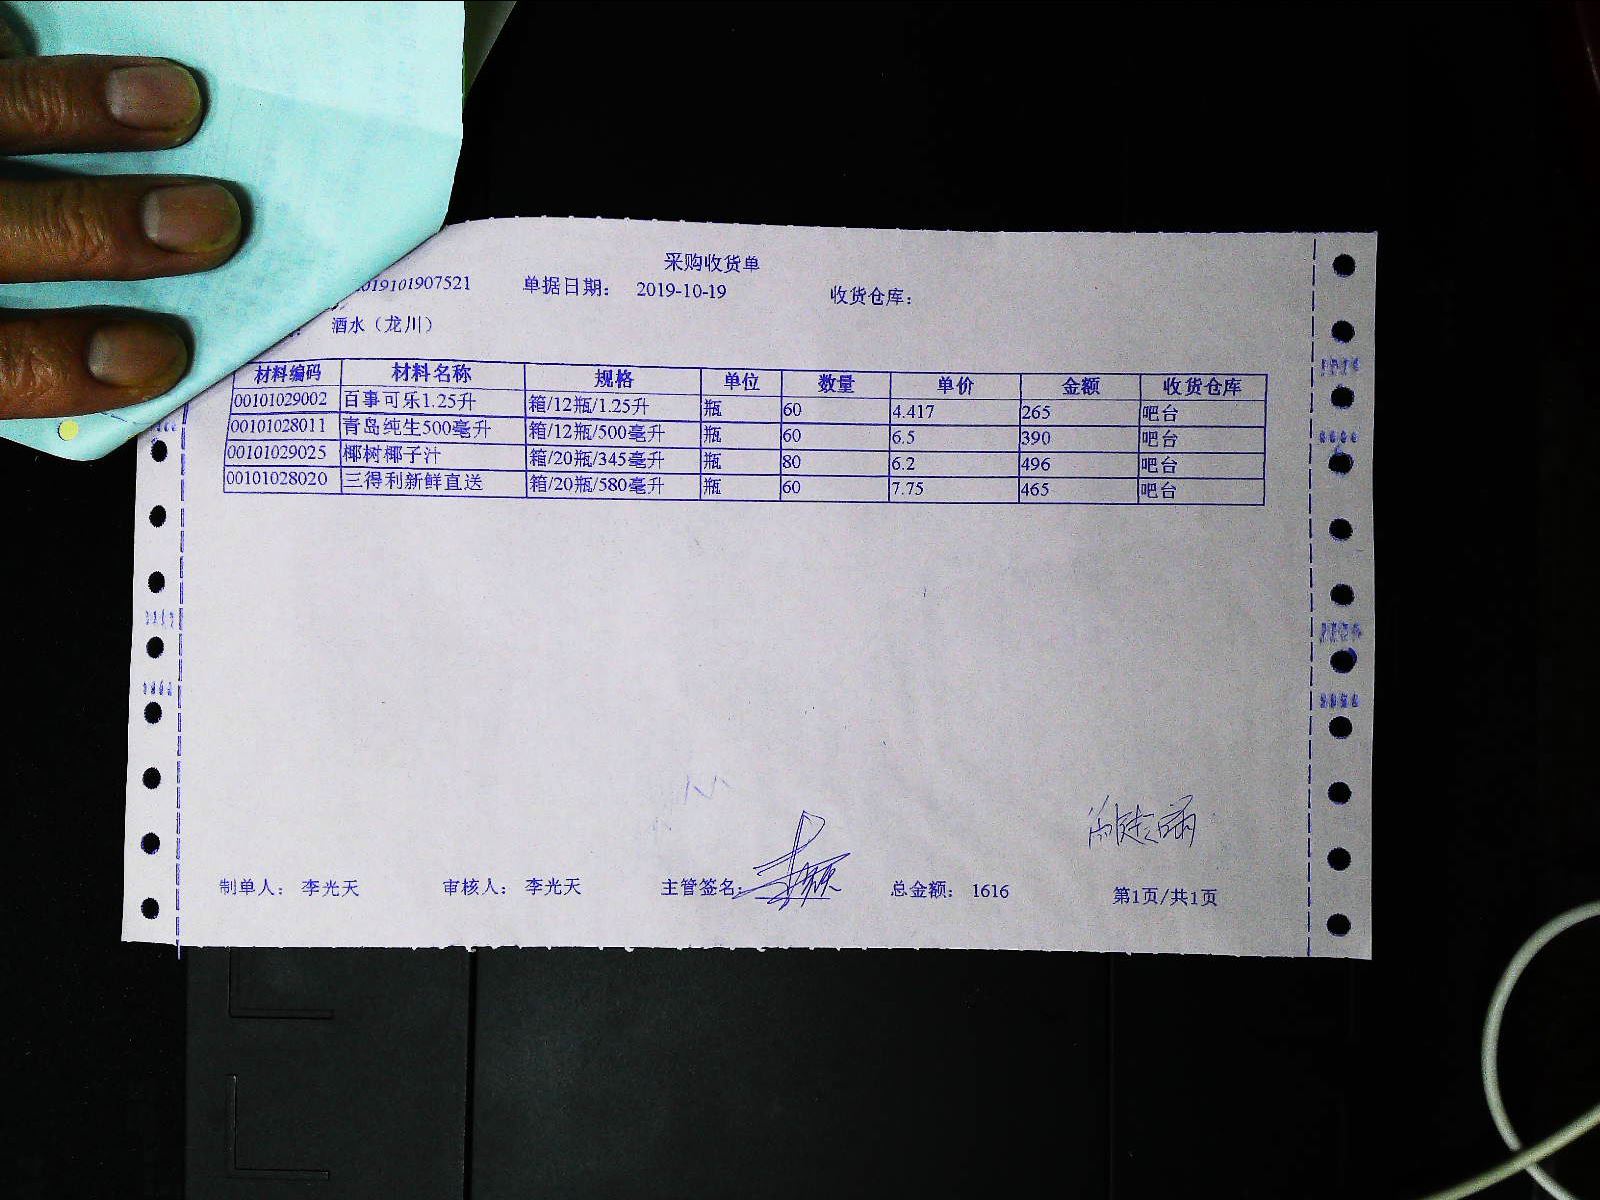 采购收货单
019101907521 单据日期： 2019-10-19 收货仓库：
酒水（龙川）
材料编码 材料名称 规格 单位 数量 单价 金额 收货仓库
00101029002 百事可乐1.25升 箱/12瓶/1.25升 瓶 60 4.417 265 吧台
00101028011 青岛纯生500毫升 箱/12瓶/500毫升 瓶 60 6.5 390 吧台
00101029025 椰树椰子汁 箱/20瓶/345毫升 瓶 80 6.2 496 吧台
00101028020 三得利新鲜直送 箱/20瓶/580毫升 瓶 60 7.75 465 吧台
制单人： 李光天 审核人： 李光天 主管签名： 总金额： 1616 第1页/共1页